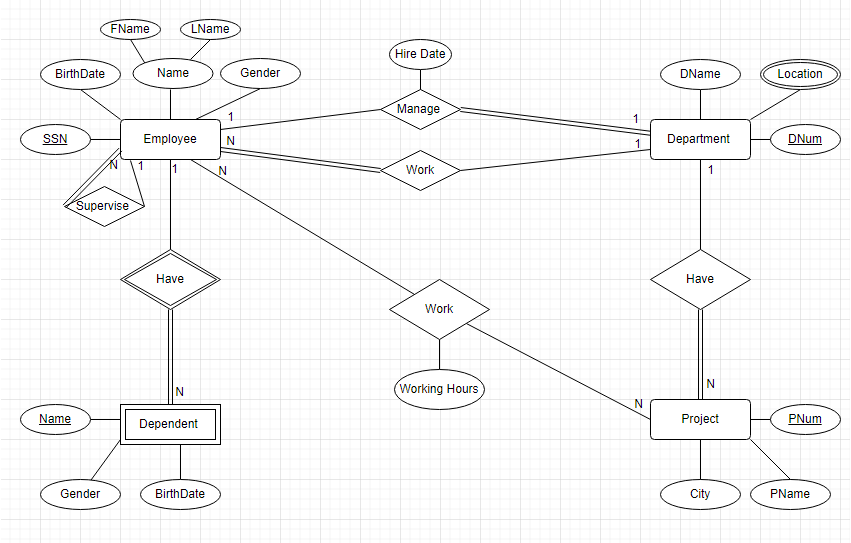 FName
LName
Hire Date
BirthDate
Name
Gender
DName
Location
Manage
1
1
SSN
Employee
Department
DNum
N
1
N
1
1
N
Work
1
Supervise
Have
Have
Work
Working Hours
N
N
N
Name
Dependent
Project
PNum
Gender
BirthDate
City
PName